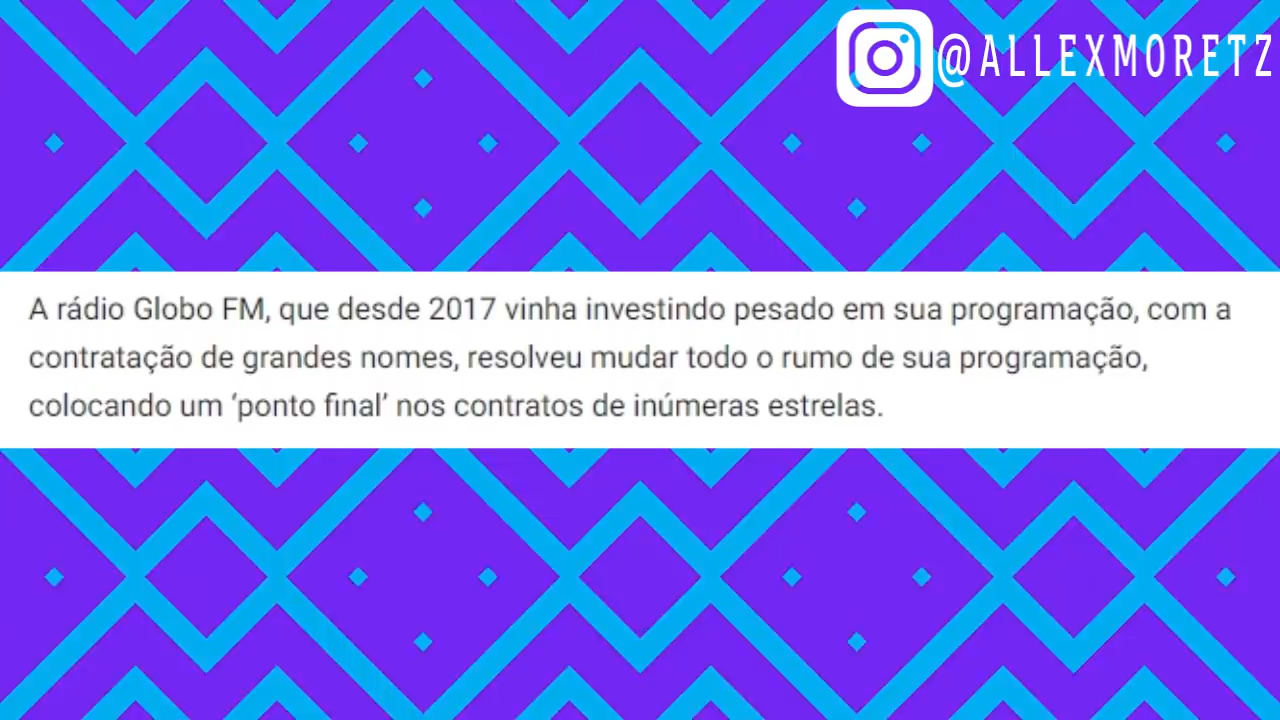 @ALLEXMORETZ
A rádio Globo FM, que desde 2017 vinha investindo pesado em sua programação, com a
contratação de grandes nomes, resolveu mudar todo o rumo de sua programação,
colocando um ‘ponto final’ nos contratos de inúmeras estrelas.